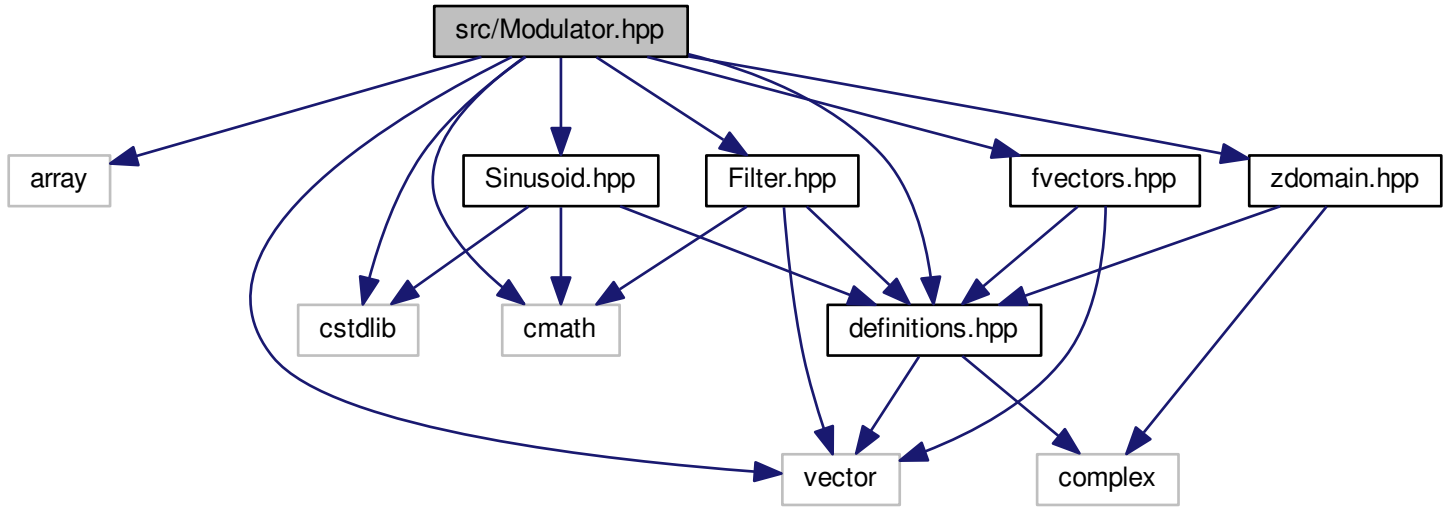 src/Modulator.hpp
array
Sinusoid.hpp
Filter.hpp
fvectors.hpp
zdomain.hpp
cstdlib
cmath
definitions.hpp
vector
complex